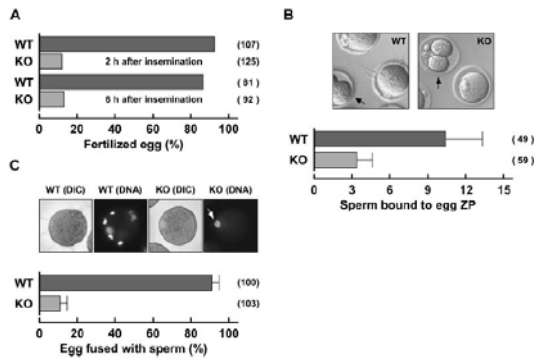 A
WT (107)
KO 2 h after insemination (125)
WT (81)
KO 6 h after insemination (92)
0 20 40 60 80 100
Fertilized egg (%)
B
WT KO
WT (49)
KO (59)
0 3 6 9 12 15
Sperm bound to egg ZP
C
WT (DIC) WT (DNA) KO (DIC) KO (DNA)
WT (100)
KO (103)
0 20 40 60 80 100
Egg fused with sperm (%)